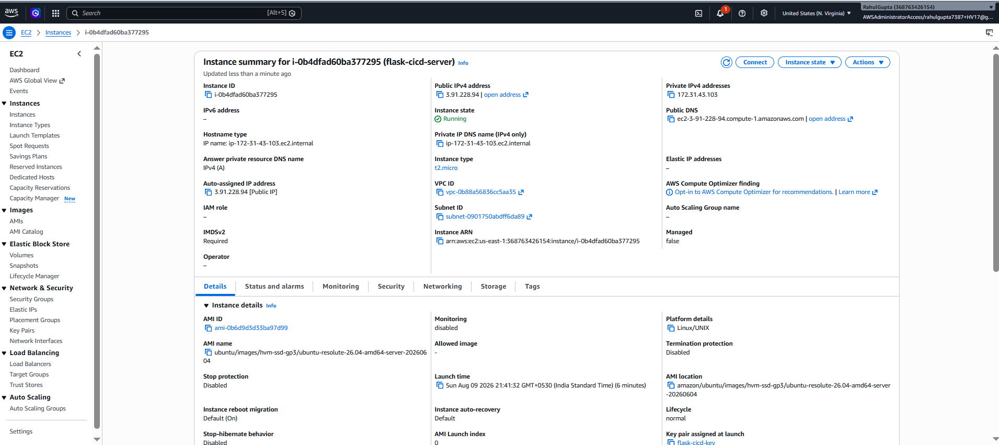 aws
Search
[Alt+S]
1
United States (N. Virginia)
RahulGupta (368763426154)
AWSAdministratorAccess/rahulgupta7387+HV17@g...
EC2
Instances
i-0b4dfad60ba377295
EC2
Dashboard
AWS Global View
Events
Instances
Instances
Instance Types
Launch Templates
Spot Requests
Savings Plans
Reserved Instances
Dedicated Hosts
Capacity Reservations
Capacity Manager New
Images
AMIs
AMI Catalog
Elastic Block Store
Volumes
Snapshots
Lifecycle Manager
Network & Security
Security Groups
Elastic IPs
Placement Groups
Key Pairs
Network Interfaces
Load Balancing
Load Balancers
Target Groups
Trust Stores
Auto Scaling
Auto Scaling Groups
Settings
Instance summary for i-0b4dfad60ba377295 (flask-cicd-server) Info
Updated less than a minute ago
Connect
Instance state
Actions
Instance ID
i-0b4dfad60ba377295
Public IPv4 address
3.91.228.94 | open address
Private IPv4 addresses
172.31.43.103
IPv6 address
–
Instance state
Running
Public DNS
ec2-3-91-228-94.compute-1.amazonaws.com | open address
Hostname type
IP name: ip-172-31-43-103.ec2.internal
Private IP DNS name (IPv4 only)
ip-172-31-43-103.ec2.internal
Answer private resource DNS name
IPv4 (A)
Instance type
t2.micro
Elastic IP addresses
–
Auto-assigned IP address
3.91.228.94 [Public IP]
VPC ID
vpc-0b88a56836cc5aa35
AWS Compute Optimizer finding
Opt-in to AWS Compute Optimizer for recommendations. | Learn more
IAM role
–
Subnet ID
subnet-0901750abdff6da89
Auto Scaling Group name
–
IMDSv2
Required
Instance ARN
arn:aws:ec2:us-east-1:368763426154:instance/i-0b4dfad60ba377295
Managed
false
Operator
–
Details
Status and alarms
Monitoring
Security
Networking
Storage
Tags
Instance details Info
AMI ID
ami-0b6d9d3d33ba97d99
Monitoring
disabled
Platform details
Linux/UNIX
AMI name
ubuntu/images/hvm-ssd-gp3/ubuntu-resolute-26.04-amd64-server-202606
04
Allowed image
-
Termination protection
Disabled
Stop protection
Disabled
Launch time
Sun Aug 09 2026 21:41:32 GMT+0530 (India Standard Time) (6 minutes)
AMI location
amazon/ubuntu/images/hvm-ssd-gp3/ubuntu-resolute-26.04-amd64-server
-20260604
Instance reboot migration
Default (On)
Instance auto-recovery
Default
Lifecycle
normal
Stop-hibernate behavior
Disabled
AMI Launch index
0
Key pair assigned at launch
flask-cicd-key